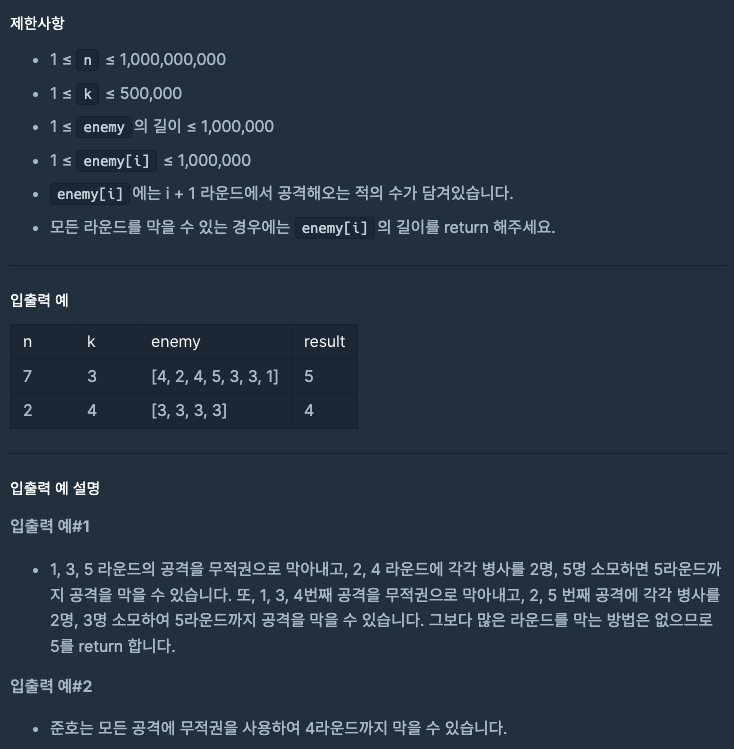 제한사항
• 1 ≤ n ≤ 1,000,000,000
• 1 ≤ k ≤ 500,000
• 1 ≤ enemy의 길이 ≤ 1,000,000
• 1 ≤ enemy[i] ≤ 1,000,000
• enemy[i]에는 i + 1 라운드에서 공격해오는 적의 수가 담겨있습니다.
• 모든 라운드를 막을 수 있는 경우에는 enemy[i]의 길이를 return 해주세요.
입출력 예
n k enemy result
7 3 [4, 2, 4, 5, 3, 3, 1] 5
2 4 [3, 3, 3, 3] 4
입출력 예 설명
입출력 예#1
• 1, 3, 5 라운드의 공격을 무적권으로 막아내고, 2, 4 라운드에 각각 병사를 2명, 5명 소모하면 5라운드까
지 공격을 막을 수 있습니다. 또, 1, 3, 4번째 공격을 무적권으로 막아내고, 2, 5 번째 공격에 각각 병사를
2명, 3명 소모하여 5라운드까지 공격을 막을 수 있습니다. 그보다 많은 라운드를 막는 방법은 없으므로
5를 return 합니다.
입출력 예#2
• 준호는 모든 공격에 무적권을 사용하여 4라운드까지 막을 수 있습니다.